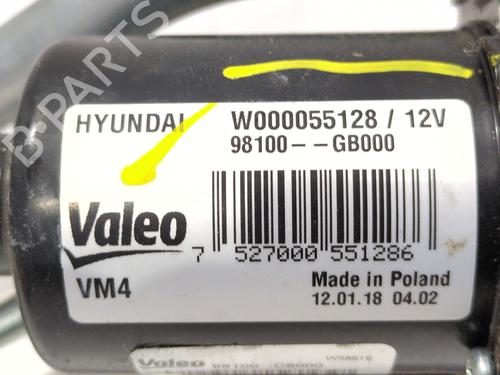 B-PARTS
HYUNDAI W000055128 / 12V
98100--GB000
Valeo
7 527000 551286
VM4
Made in Poland
12.01.18 04.02
Valeo